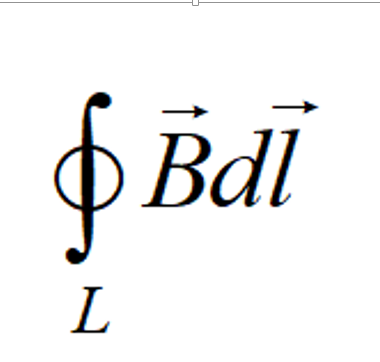 ∮ B⃗ dl⃗
L